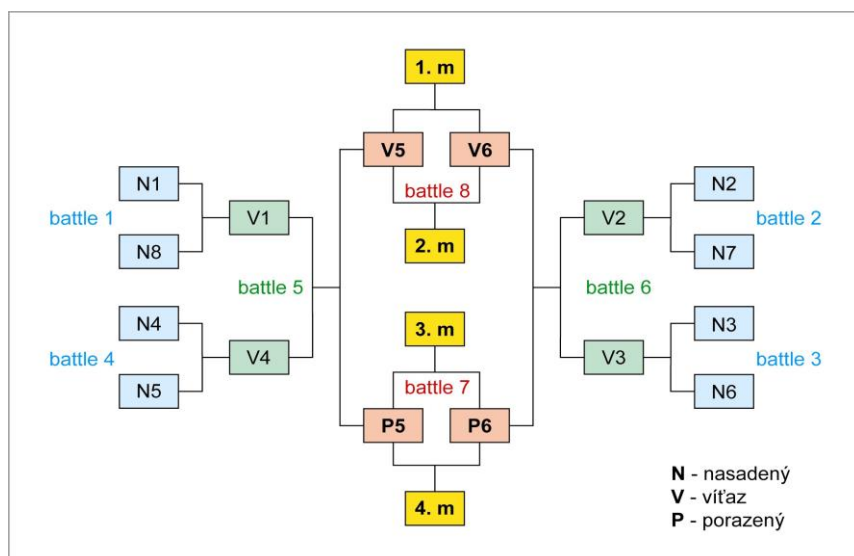 1. m
V5
V6
battle 8
2. m
N1
battle 1
V1
N8
battle 5
N4
battle 4
V4
N5
N2
V2
battle 2
N7
battle 6
N3
V3
battle 3
N6
3. m
battle 7
P5
P6
4. m
N - nasadený
V - víťaz
P - porazený